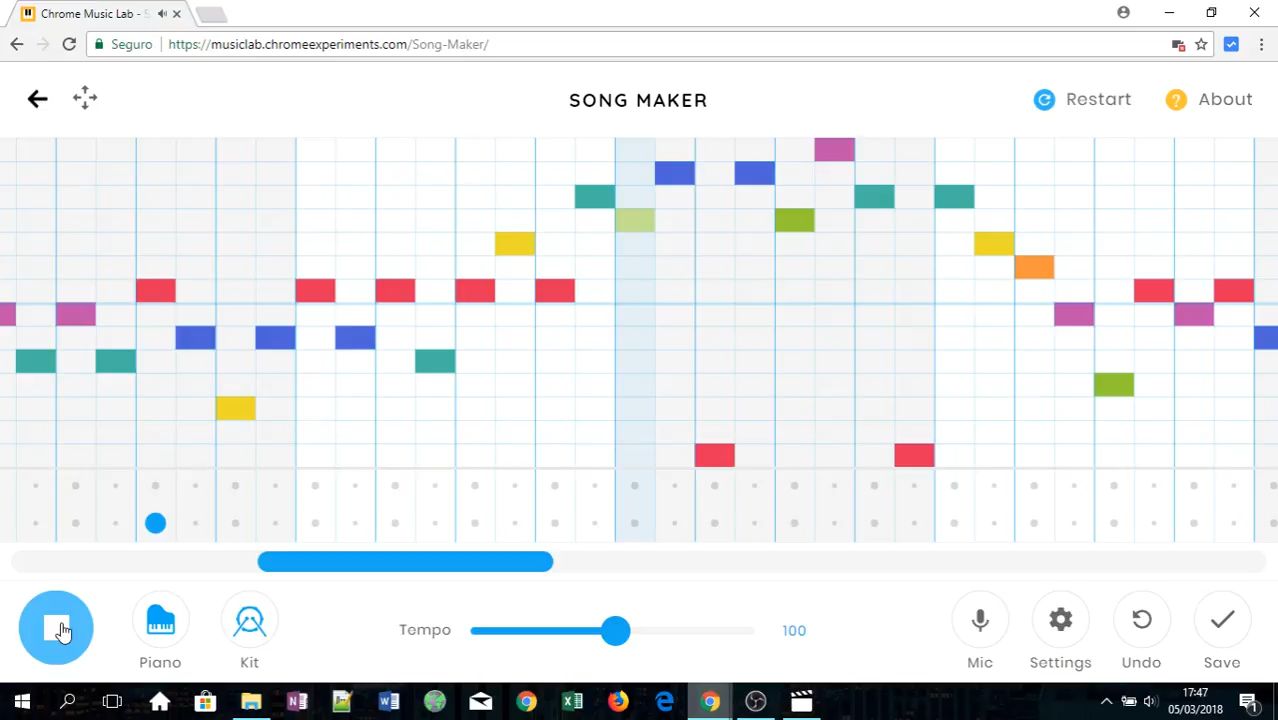 Chrome Music Lab - S
Seguro
https://musiclab.chromeexperiments.com/Song-Maker/
SONG MAKER
Restart
? About
Tempo
100
Piano
Kit
Mic
Settings
Undo
Save
17:47
05/03/2018
1